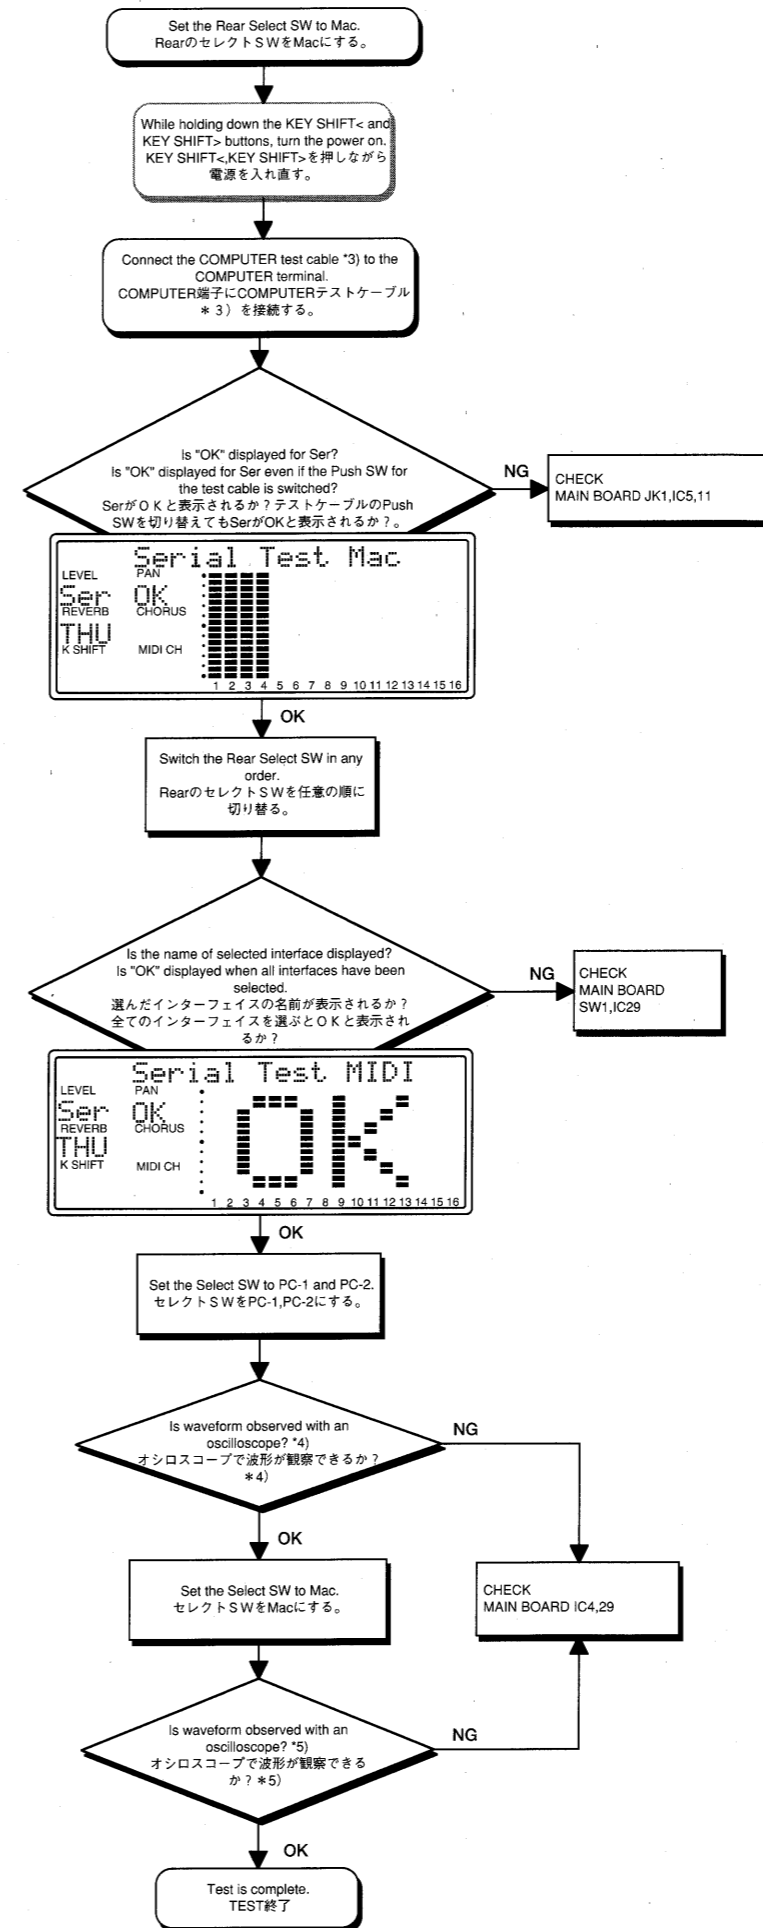 Set the Rear Select SW to Mac.
RearのセレクトSWをMacにする。
While holding down the KEY SHIFT< and
KEY SHIFT> buttons, turn the power on.
KEY SHIFT<,KEY SHIFT>を押しながら
電源を入れ直す。
Connect the COMPUTER test cable *3) to the
COMPUTER terminal.
COMPUTER端子にCOMPUTERテストケーブル
＊3）を接続する。
Is "OK" displayed for Ser?
Is "OK" displayed for Ser even if the Push SW for
the test cable is switched?
SerがＯＫと表示されるか？テストケーブルのPush
SWを切り替えてもSerがOKと表示されるか？。
NG
CHECK
MAIN BOARD JK1,IC5,11
Serial Test Mac
LEVEL PAN
Ser OK
REVERB CHORUS
THU
K SHIFT MIDI CH
1 2 3 4 5 6 7 8 9 10 11 12 13 14 15 16
OK
Switch the Rear Select SW in any
order.
RearのセレクトＳＷを任意の順に
切り替る。
Is the name of selected interface displayed?
Is "OK" displayed when all interfaces have been
selected.
選んだインターフェイスの名前が表示されるか？
全てのインターフェイスを選ぶとＯＫと表示され
るか？
NG
CHECK
MAIN BOARD
SW1,IC29
Serial Test MIDI
LEVEL PAN
Ser OK
REVERB CHORUS
THU
K SHIFT MIDI CH
OK
1 2 3 4 5 6 7 8 9 10 11 12 13 14 15 16
OK
Set the Select SW to PC-1 and PC-2.
セレクトＳＷをPC-1,PC-2にする。
Is waveform observed with an
oscilloscope? *4)
オシロスコープで波形が観察できるか？
＊4）
NG
OK
Set the Select SW to Mac.
セレクトＳＷをMacにする。
CHECK
MAIN BOARD IC4,29
Is waveform observed with an
oscilloscope? *5)
オシロスコープで波形が観察できる
か？＊5）
NG
OK
Test is complete.
TEST終了